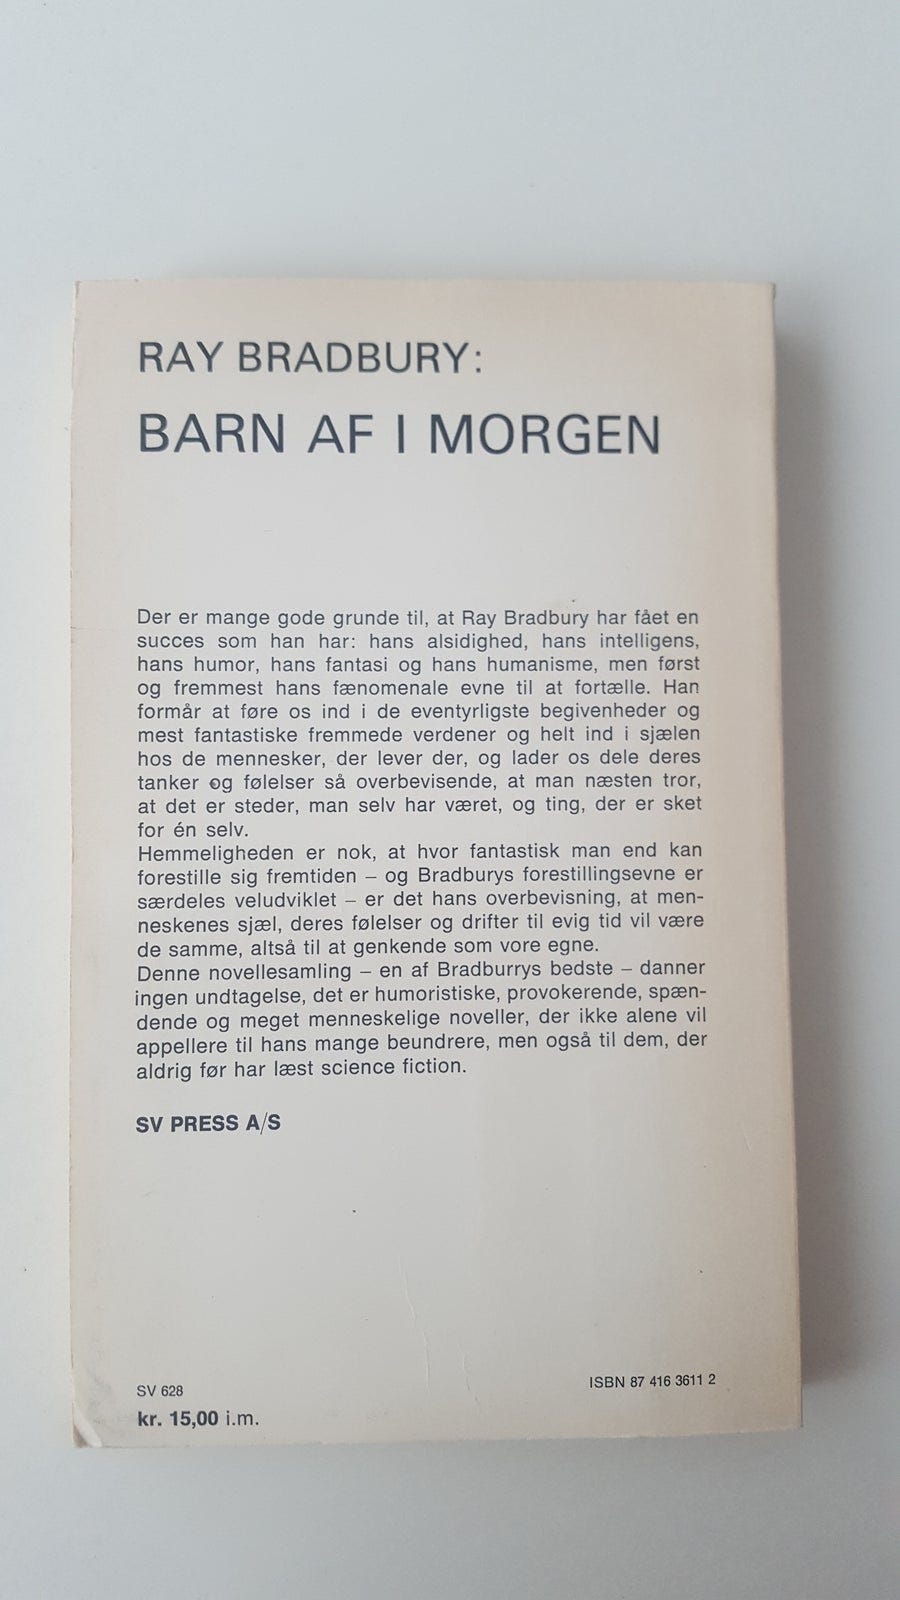 RAY BRADBURY:
BARN AF I MORGEN
Der er mange gode grunde til, at Ray Bradbury har fået en
succes som han har: hans alsidighed, hans intelligens,
hans humor, hans fantasi og hans humanisme, men først
og fremmest hans fænomenale evne til at fortælle. Han
formår at føre os ind i de eventyrligste begivenheder og
mest fantastiske fremmede verdener og helt ind i sjælen
hos de mennesker, der lever der, og lader os dele deres
tanker og følelser så overbevisende, at man næsten tror,
at det er steder, man selv har været, og ting, der er sket
for én selv.
Hemmeligheden er nok, at hvor fantastisk man end kan
forestille sig fremtiden – og Bradburys forestillingsevne er
særdeles veludviklet – er det hans overbevisning, at men-
neskenes sjæl, deres følelser og drifter til evig tid vil være
de samme, altså til at genkende som vore egne.
Denne novellesamling – en af Bradburrys bedste – danner
ingen undtagelse, det er humoristiske, provokerende, spæn-
dende og meget menneskelige noveller, der ikke alene vil
appellere til hans mange beundrere, men også til dem, der
aldrig før har læst science fiction.
SV PRESS A/S
SV 628
kr. 15,00 i.m.
ISBN 87 416 3611 2